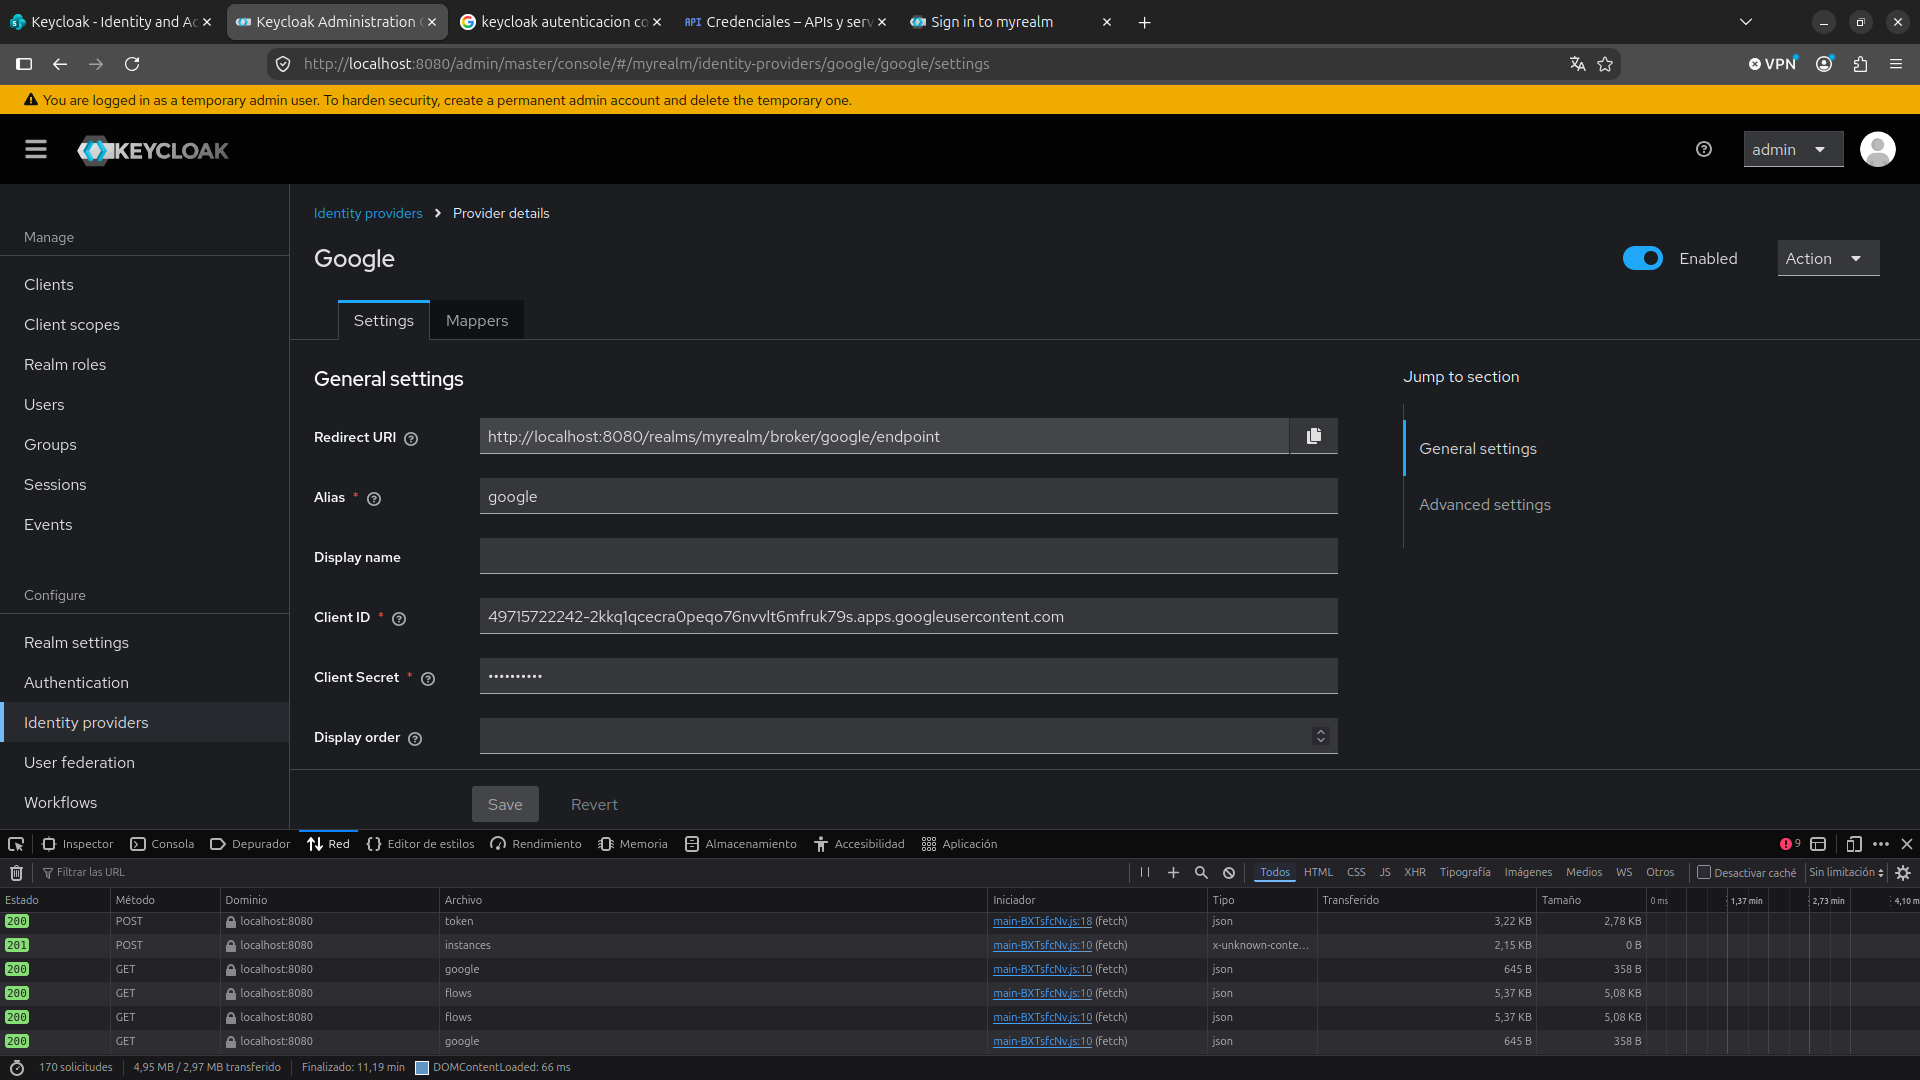 Keycloak - Identity and Ac
Keycloak Administration C
keycloak autenticacion co
API Credenciales – APIs y serv
Sign in to myrealm
http://localhost:8080/admin/master/console/#/myrealm/identity-providers/google/google/settings
VPN
You are logged in as a temporary admin user. To harden security, create a permanent admin account and delete the temporary one.
KEYCLOAK
admin
Manage
Clients
Client scopes
Realm roles
Users
Groups
Sessions
Events
Configure
Realm settings
Authentication
Identity providers
User federation
Workflows
Identity providers > Provider details
Google
Enabled
Action
Settings
Mappers
General settings
Redirect URI
http://localhost:8080/realms/myrealm/broker/google/endpoint
Alias *
google
Display name
Client ID *
49715722242-2kkq1qcecra0peqo76nvvlt6mfruk79s.apps.googleusercontent.com
Client Secret *
••••••••••
Display order
Save
Revert
Jump to section
General settings
Advanced settings
Inspector
Consola
Depurador
Red
Editor de estilos
Rendimiento
Memoria
Almacenamiento
Accesibilidad
Aplicación
9
Filtrar las URL
Todos HTML CSS JS XHR Tipografía Imágenes Medios WS Otros
Desactivar caché
Sin limitación
Estado Método Dominio Archivo Iniciador Tipo Transferido Tamaño 0 ms 1,37 min 2,73 min 4,10 m
200 POST localhost:8080 token main-BXTsfcNv.js:18 (fetch) json 3,22 KB 2,78 KB
201 POST localhost:8080 instances main-BXTsfcNv.js:10 (fetch) x-unknown-conte... 2,15 KB 0 B
200 GET localhost:8080 google main-BXTsfcNv.js:10 (fetch) json 645 B 358 B
200 GET localhost:8080 flows main-BXTsfcNv.js:10 (fetch) json 5,37 KB 5,08 KB
200 GET localhost:8080 flows main-BXTsfcNv.js:10 (fetch) json 5,37 KB 5,08 KB
200 GET localhost:8080 google main-BXTsfcNv.js:10 (fetch) json 645 B 358 B
170 solicitudes
4,95 MB / 2,97 MB transferido
Finalizado: 11,19 min
DOMContentLoaded: 66 ms